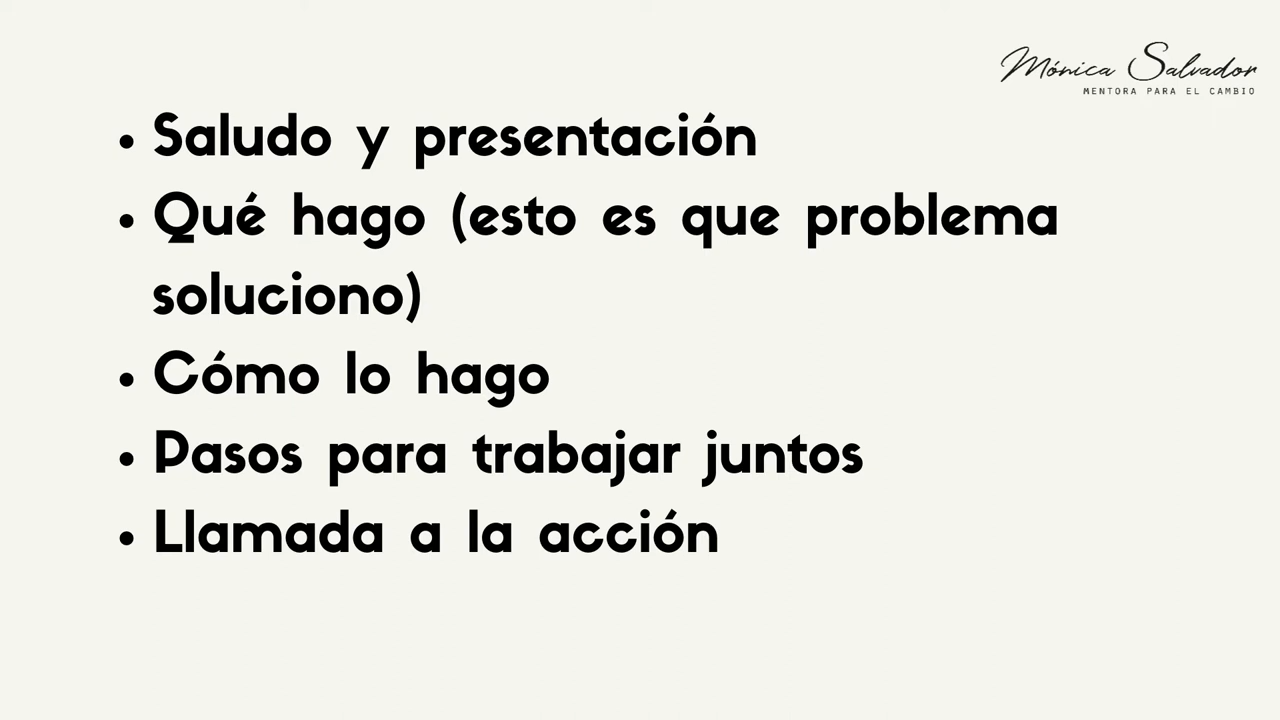 Mónica Salvador
MENTORA PARA EL CAMBIO
• Saludo y presentación
• Qué hago (esto es que problema
soluciono)
• Cómo lo hago
• Pasos para trabajar juntos
• Llamada a la acción